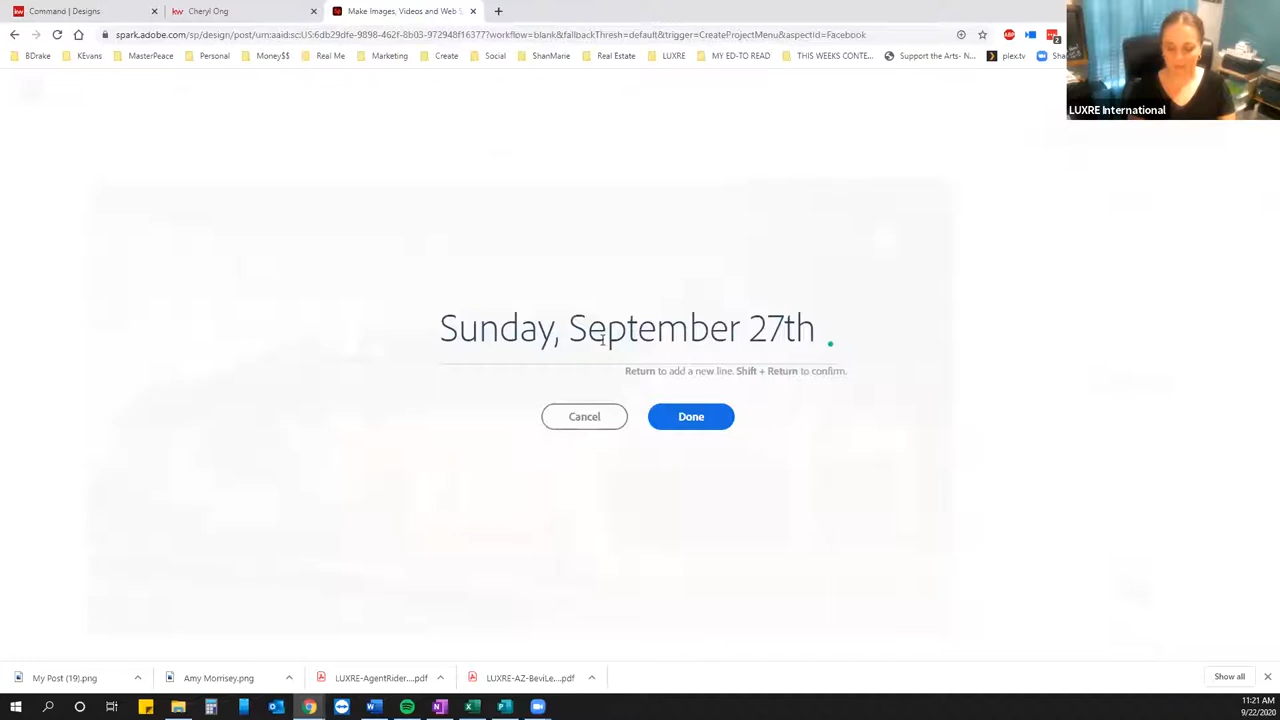 Command | Designs
Cheryl Ong
Make Images, Videos and Web S
spark.adobe.com/sp/design/post/urn:aaid:sc:US:6db29dfe-9898-462f-8b03-972948f16377?workflow=blank&fallbackThresh=default&trigger=CreateProjectMenu&aspectId=Facebook
BDrake KEvans MasterPeace Personal Money$$ Real Mo Marketing Create Social ShanMarie Real Estate LUXRE MY ED-TO READ THIS WEEKS CONTE... Support the Arts- N... plex.tv
LUXRE International
Sunday, September 27th
Return to add a new line. Shift + Return to confirm.
Cancel Done
My Post (19).png Amy Morrisey.png LUXRE-AgentRider....pdf LUXRE-AZ-BeviLe....pdf Show all
11:21 AM
9/22/2020